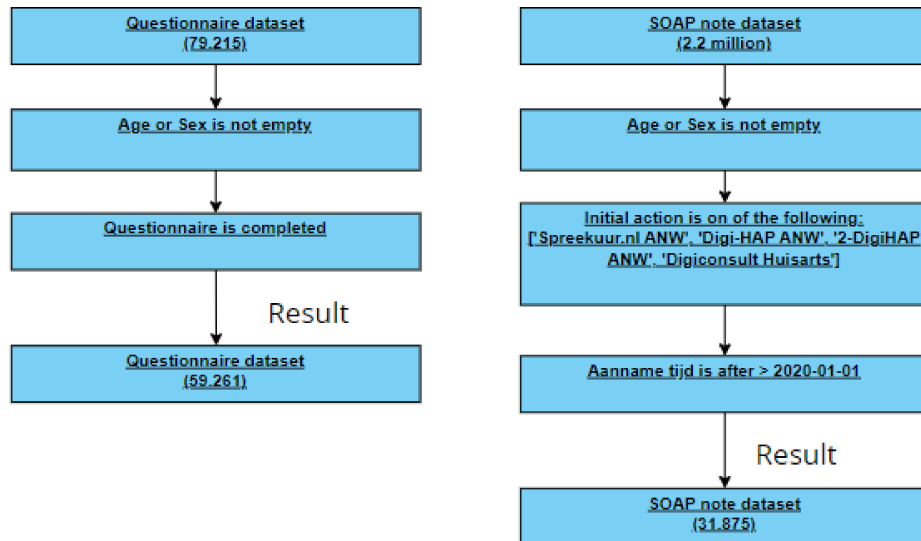 Questionnaire dataset
(79.215)
Age or Sex is not empty
Questionnaire is completed
Result
Questionnaire dataset
(59.261)
SOAP note dataset
(2.2 million)
Age or Sex is not empty
Initial action is on of the following:
['Spreekuur.nl ANW', 'Digi-HAP ANW', '2-DigiHAP
ANW', 'Digiconsult Huisarts']
Aanname tijd is after > 2020-01-01
Result
SOAP note dataset
(31.875)